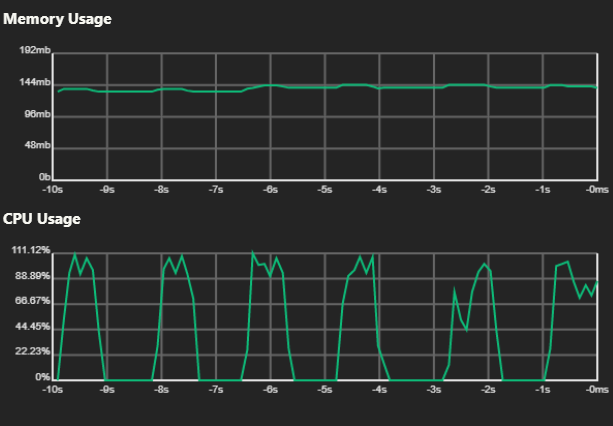 Memory Usage
192mb
144mb
96mb
48mb
0b
-10s -9s -8s -7s -6s -5s -4s -3s -2s -1s -0ms
CPU Usage
111.12%
88.89%
66.67%
44.45%
22.23%
0%
-10s -9s -8s -7s -6s -5s -4s -3s -2s -1s -0ms